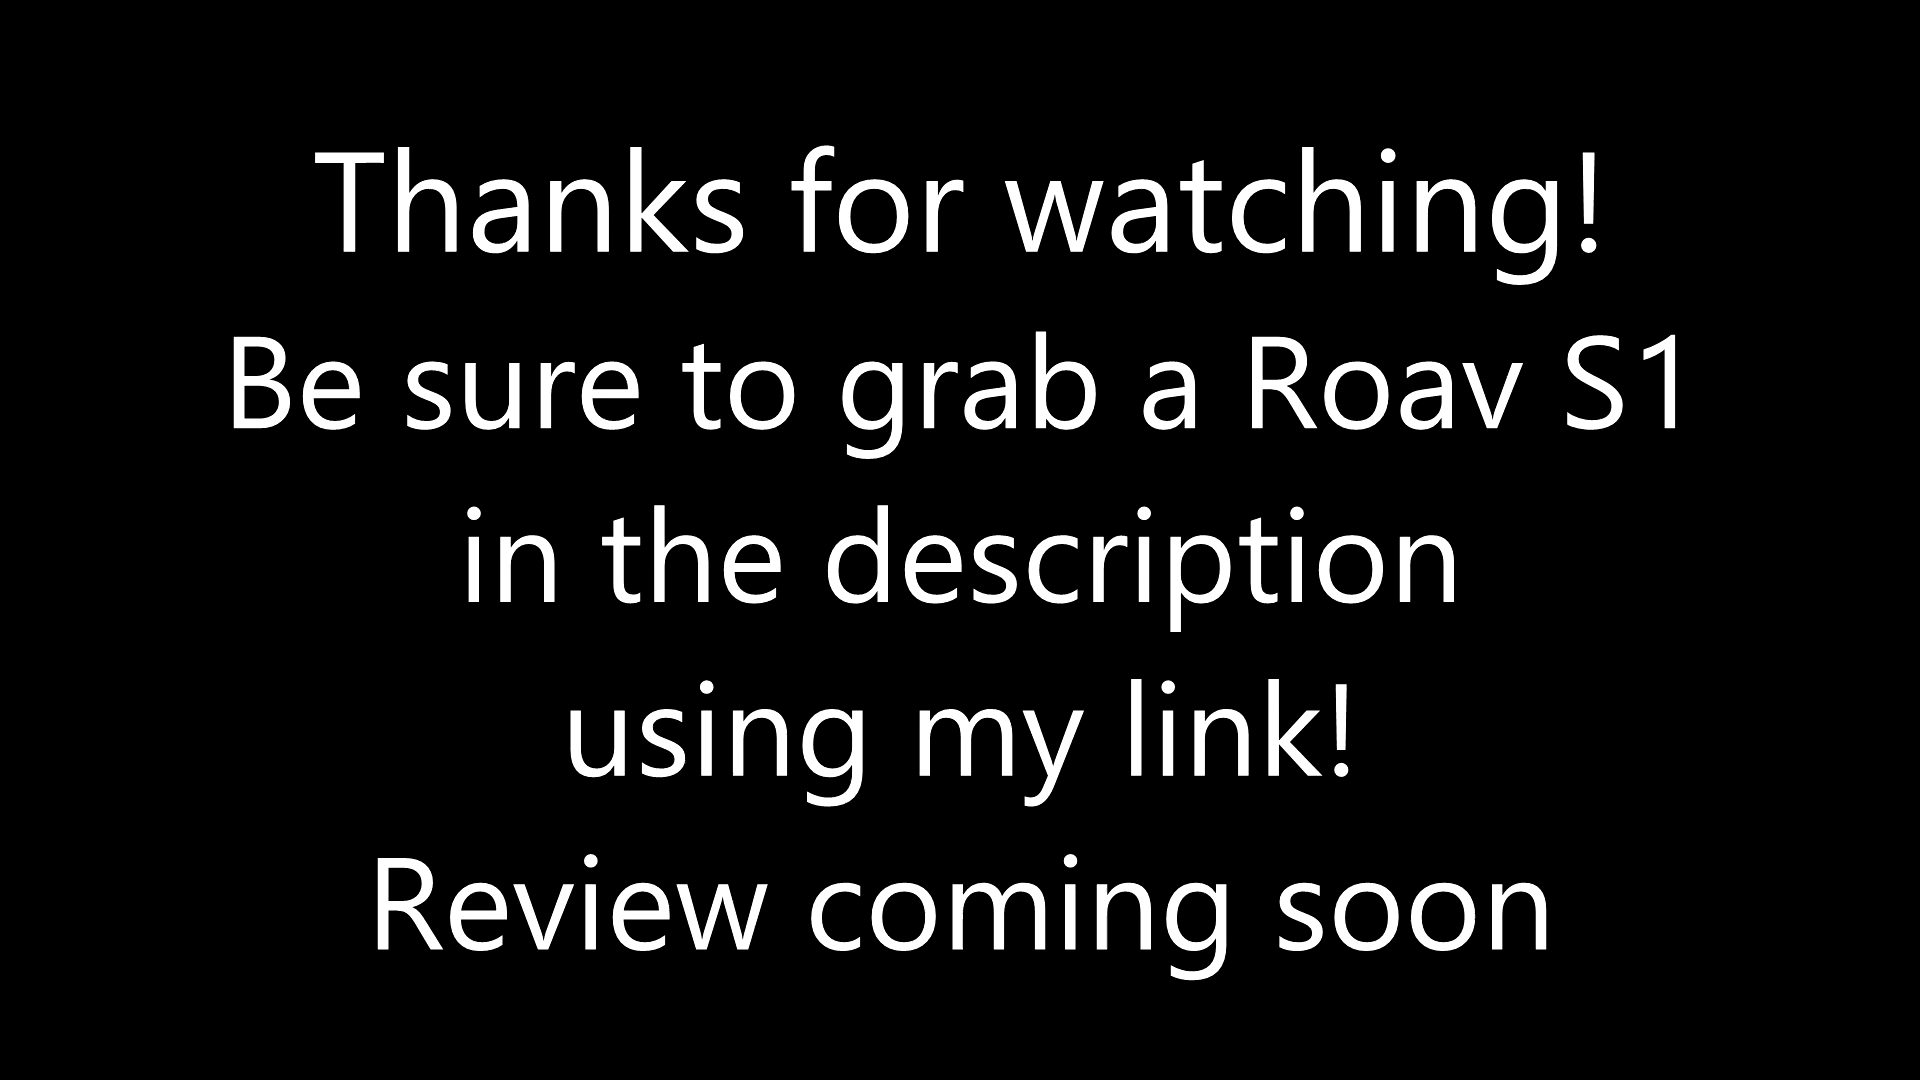 Thanks for watching!
Be sure to grab a Roav S1
in the description
using my link!
Review coming soon